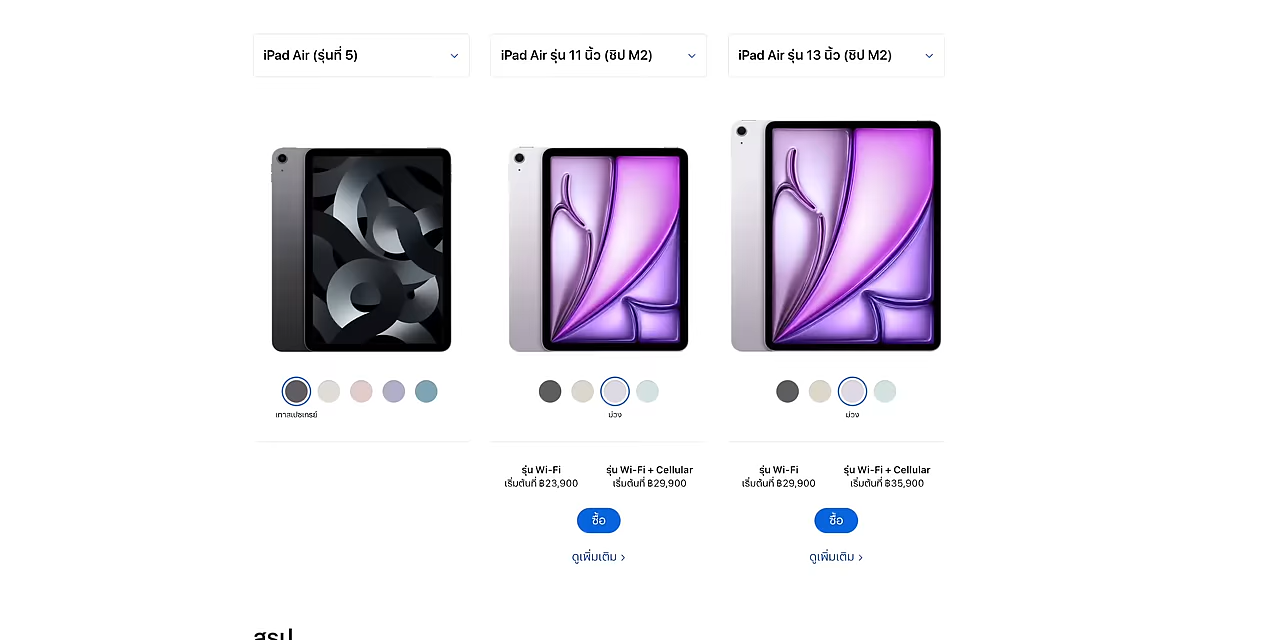 iPad Air (รุ่นที่ 5)
iPad Air รุ่น 11 นิ้ว (ชิป M2)
iPad Air รุ่น 13 นิ้ว (ชิป M2)
เทาสเปซเกรย์
ม่วง
ม่วง
รุ่น Wi-Fi
เริ่มต้นที่ ฿23,900
รุ่น Wi-Fi + Cellular
เริ่มต้นที่ ฿29,900
รุ่น Wi-Fi
เริ่มต้นที่ ฿29,900
รุ่น Wi-Fi + Cellular
เริ่มต้นที่ ฿35,900
ซื้อ
ซื้อ
ดูเพิ่มเติม >
ดูเพิ่มเติม >
สรุป